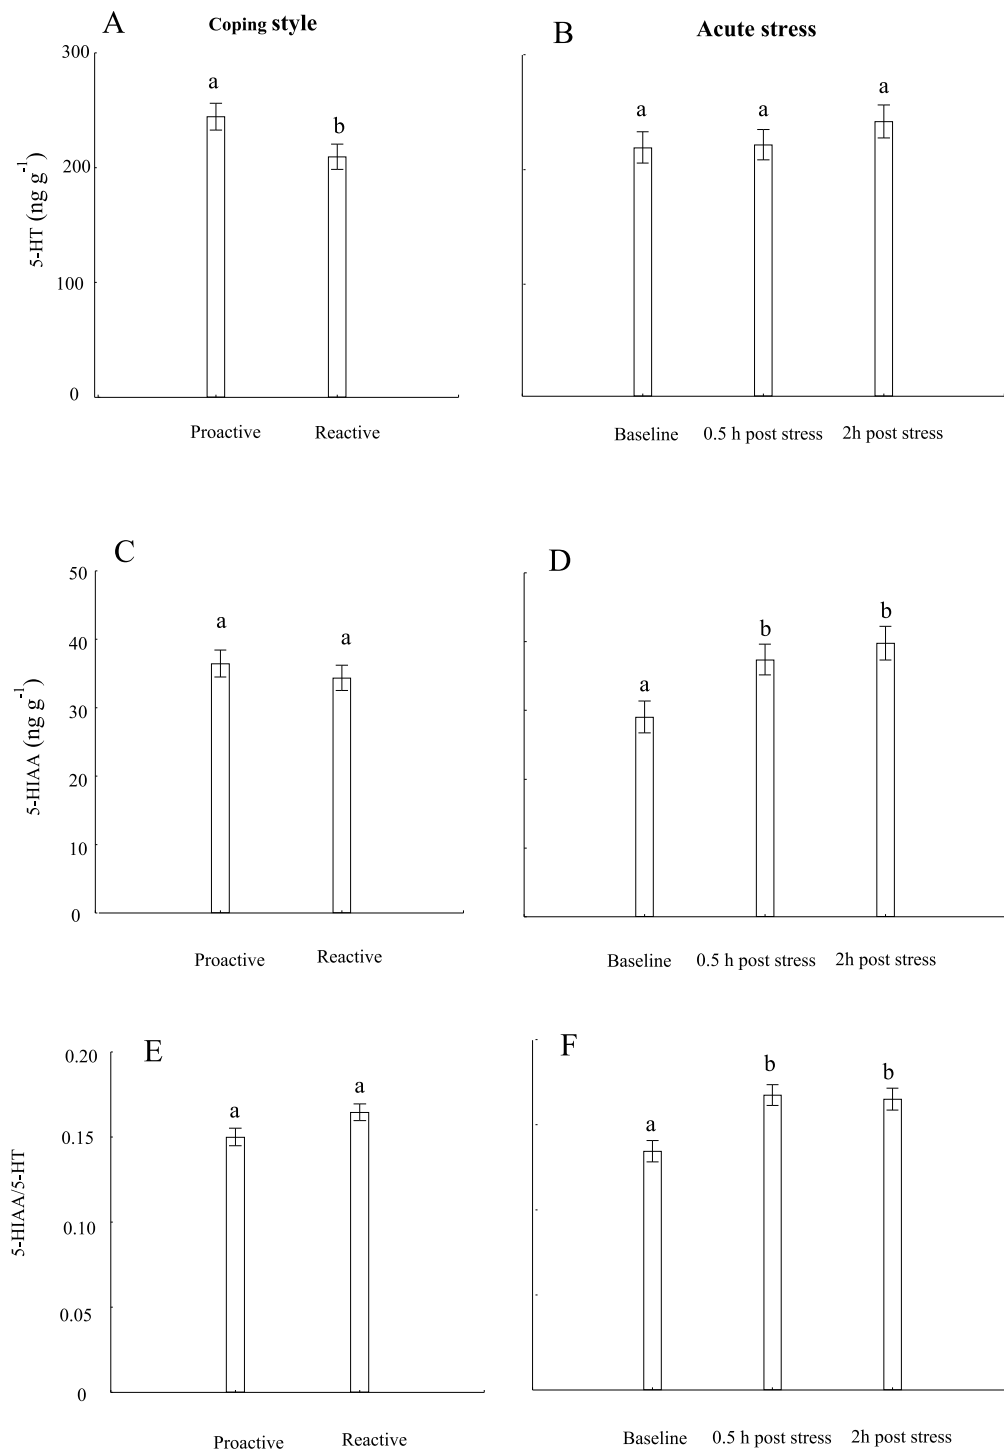 A
Coping style
B
Acute stress
300
200
100
0
5-HT (ng g-1)
a
b
a
a
a
Proactive
Reactive
Baseline
0.5 h post stress
2h post stress
C
D
50
40
30
20
10
0
5-HIAA (ng g-1)
a
a
a
b
b
Proactive
Reactive
Baseline
0.5 h post stress
2h post stress
E
F
0.20
0.15
0.10
0.05
0
5-HIAA/5-HT
a
a
a
b
b
Proactive
Reactive
Baseline
0.5 h post stress
2h post stress